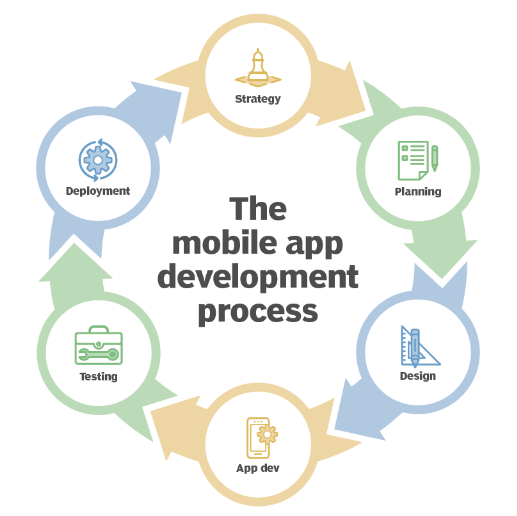 The
mobile app
development
process
Strategy
Planning
Design
App dev
Testing
Deployment